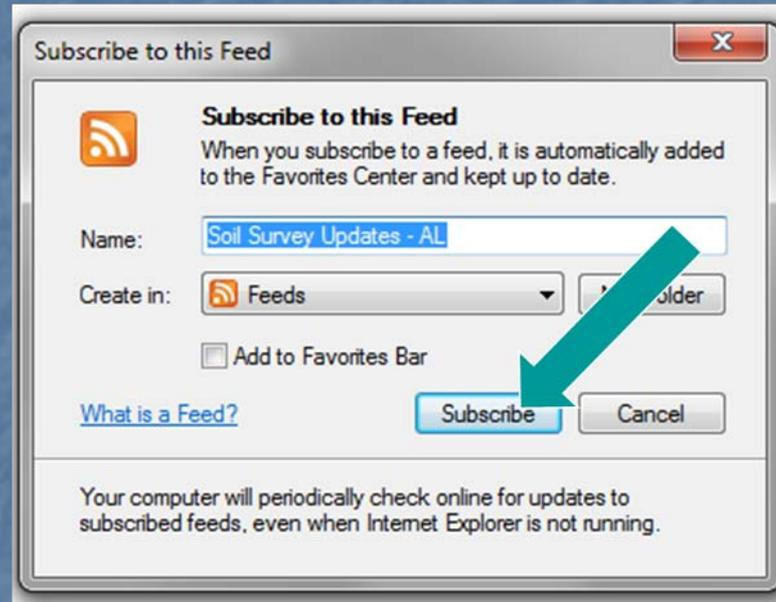 Subscribe to this Feed
Subscribe to this Feed
When you subscribe to a feed, it is automatically added
to the Favorites Center and kept up to date.
Name: Soil Survey Updates - AL
Create in: Feeds
Add to Favorites Bar
What is a Feed? Subscribe Cancel
Your computer will periodically check online for updates to
subscribed feeds, even when Internet Explorer is not running.